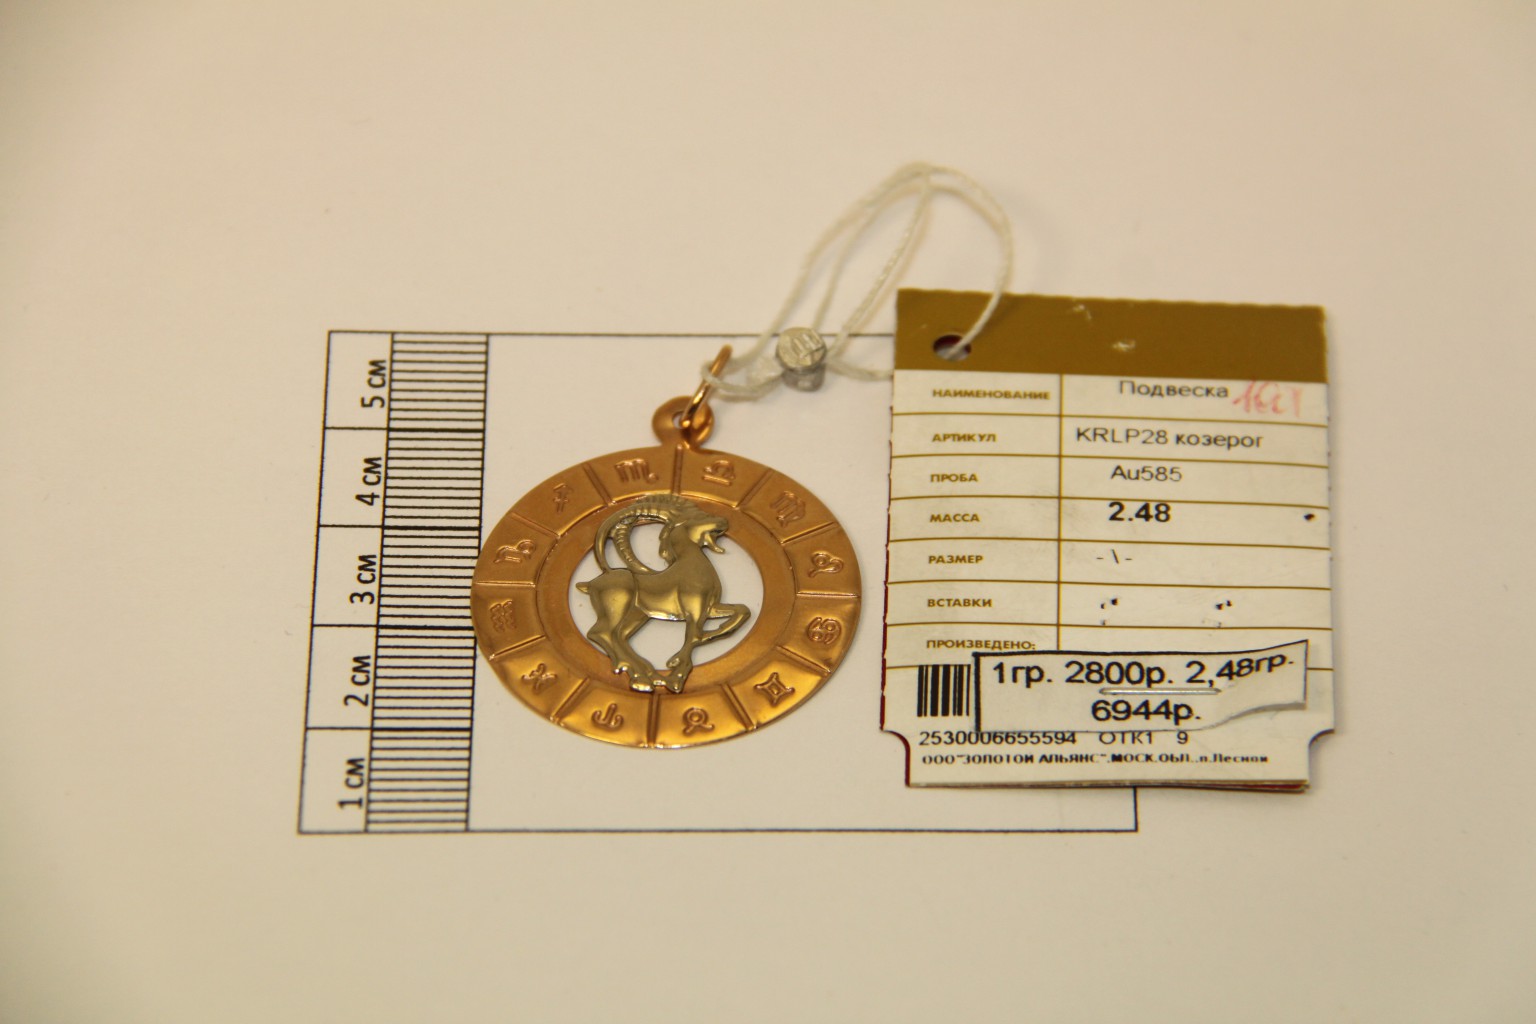 5 см
4 см
3 см
2 см
1 см
НАИМЕНОВАНИЕ Подвеска
АРТИКУЛ KRLP28 козерог
ПРОБА Au585
МАССА 2.48
РАЗМЕР -\-
ВСТАВКИ
ПРОИЗВЕДЕНО:
1гр. 2800р. 2,48гр.
6944р.
2530006655594 ОТК1 9
ООО"ЗОЛОТОЙ АЛЬЯНС",МОСК.ОБЛ.,п.Лесной